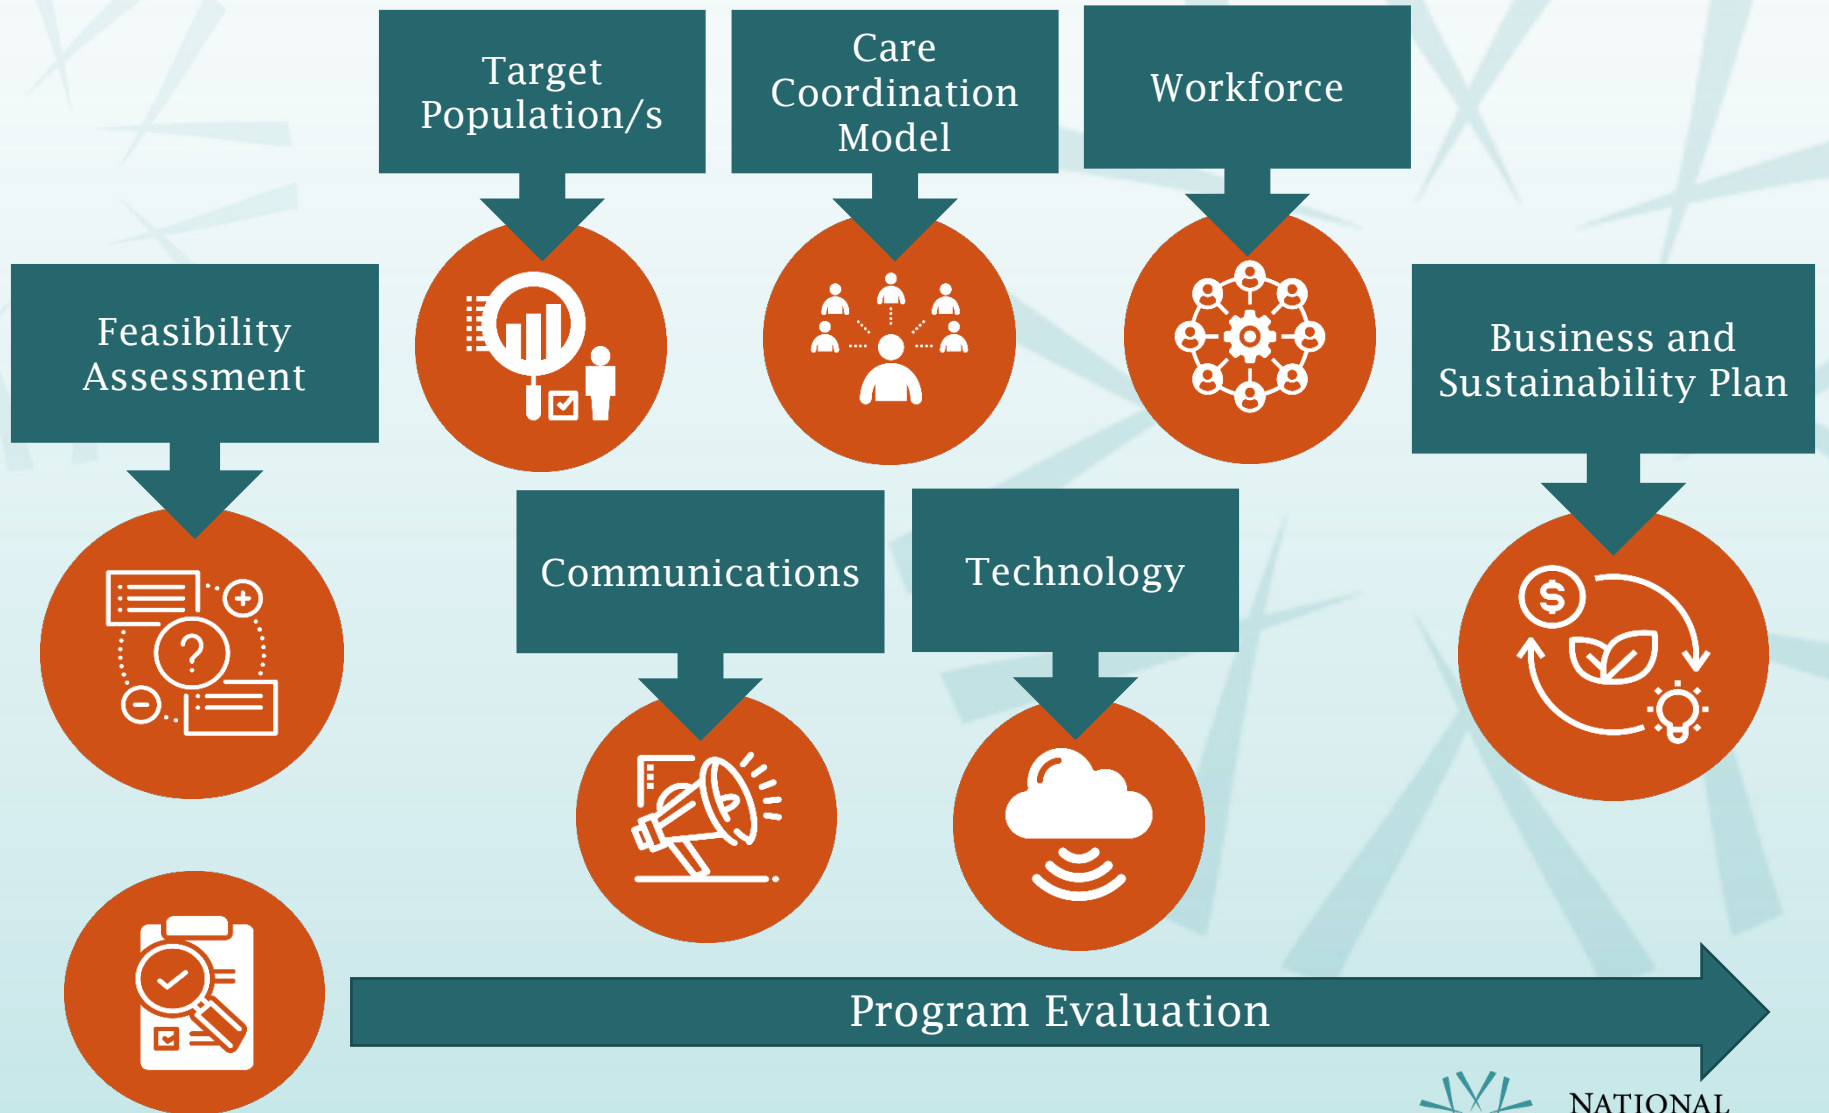 Target
Population/s
Care
Coordination
Model
Workforce
Feasibility
Assessment
Business and
Sustainability Plan
Communications
Technology
Program Evaluation
NATIONAL